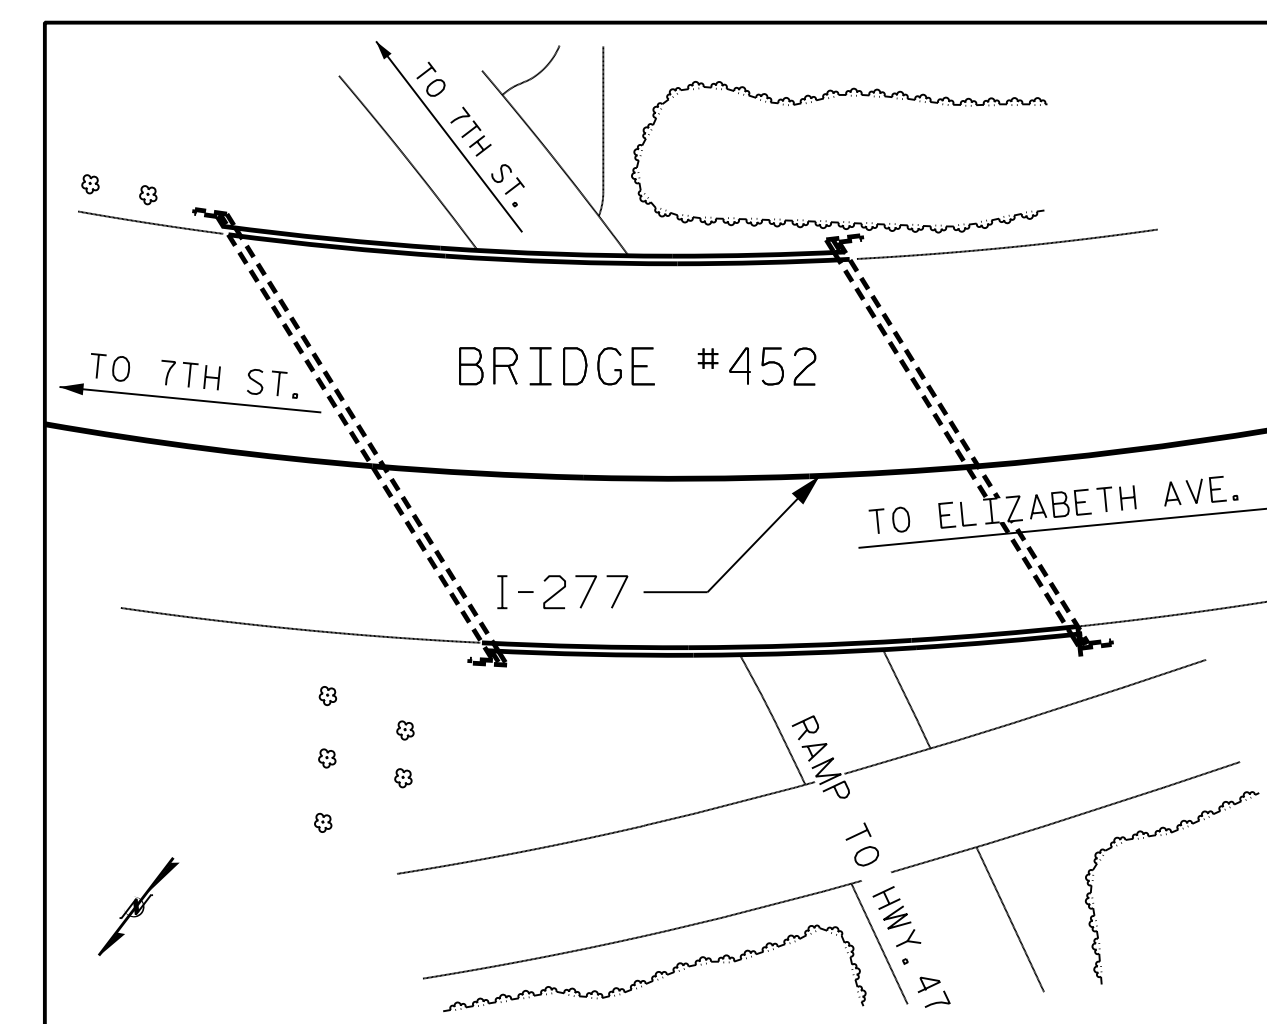 TO 7TH ST.
BRIDGE #452
TO 7TH ST.
TO ELIZABETH AVE.
I-277
RAMP TO HWY. 47
N